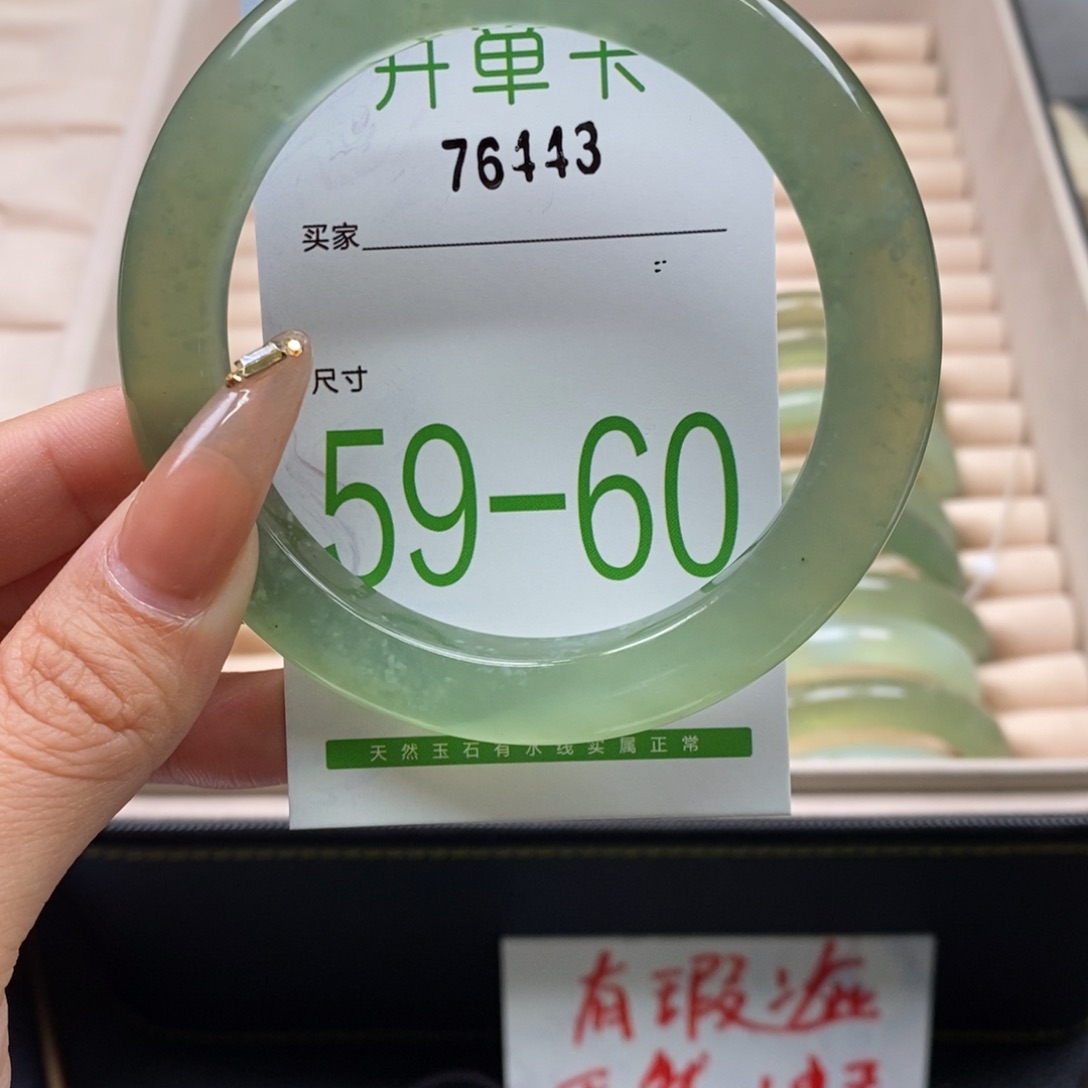 开单卡
76113
买家
尺寸
59-60
天然玉石有水线实属正常
有瑕疵